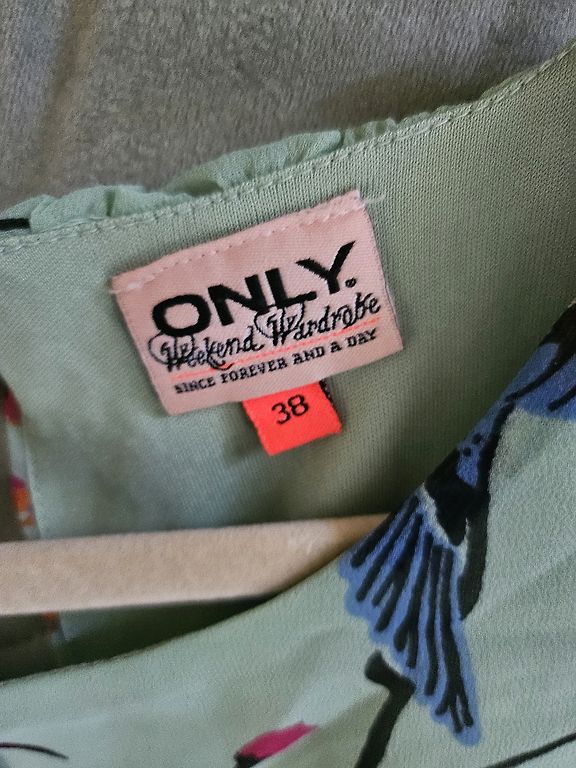 ONLY.
Weekend Wardrobe
SINCE FOREVER AND A DAY
38